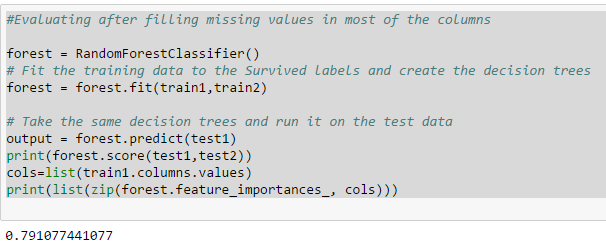 #Evaluating after filling missing values in most of the columns
forest = RandomForestClassifier()
# Fit the training data to the Survived labels and create the decision trees
forest = forest.fit(train1,train2)
# Take the same decision trees and run it on the test data
output = forest.predict(test1)
print(forest.score(test1,test2))
cols=list(train1.columns.values)
print(list(zip(forest.feature_importances_, cols)))
0.791077441077